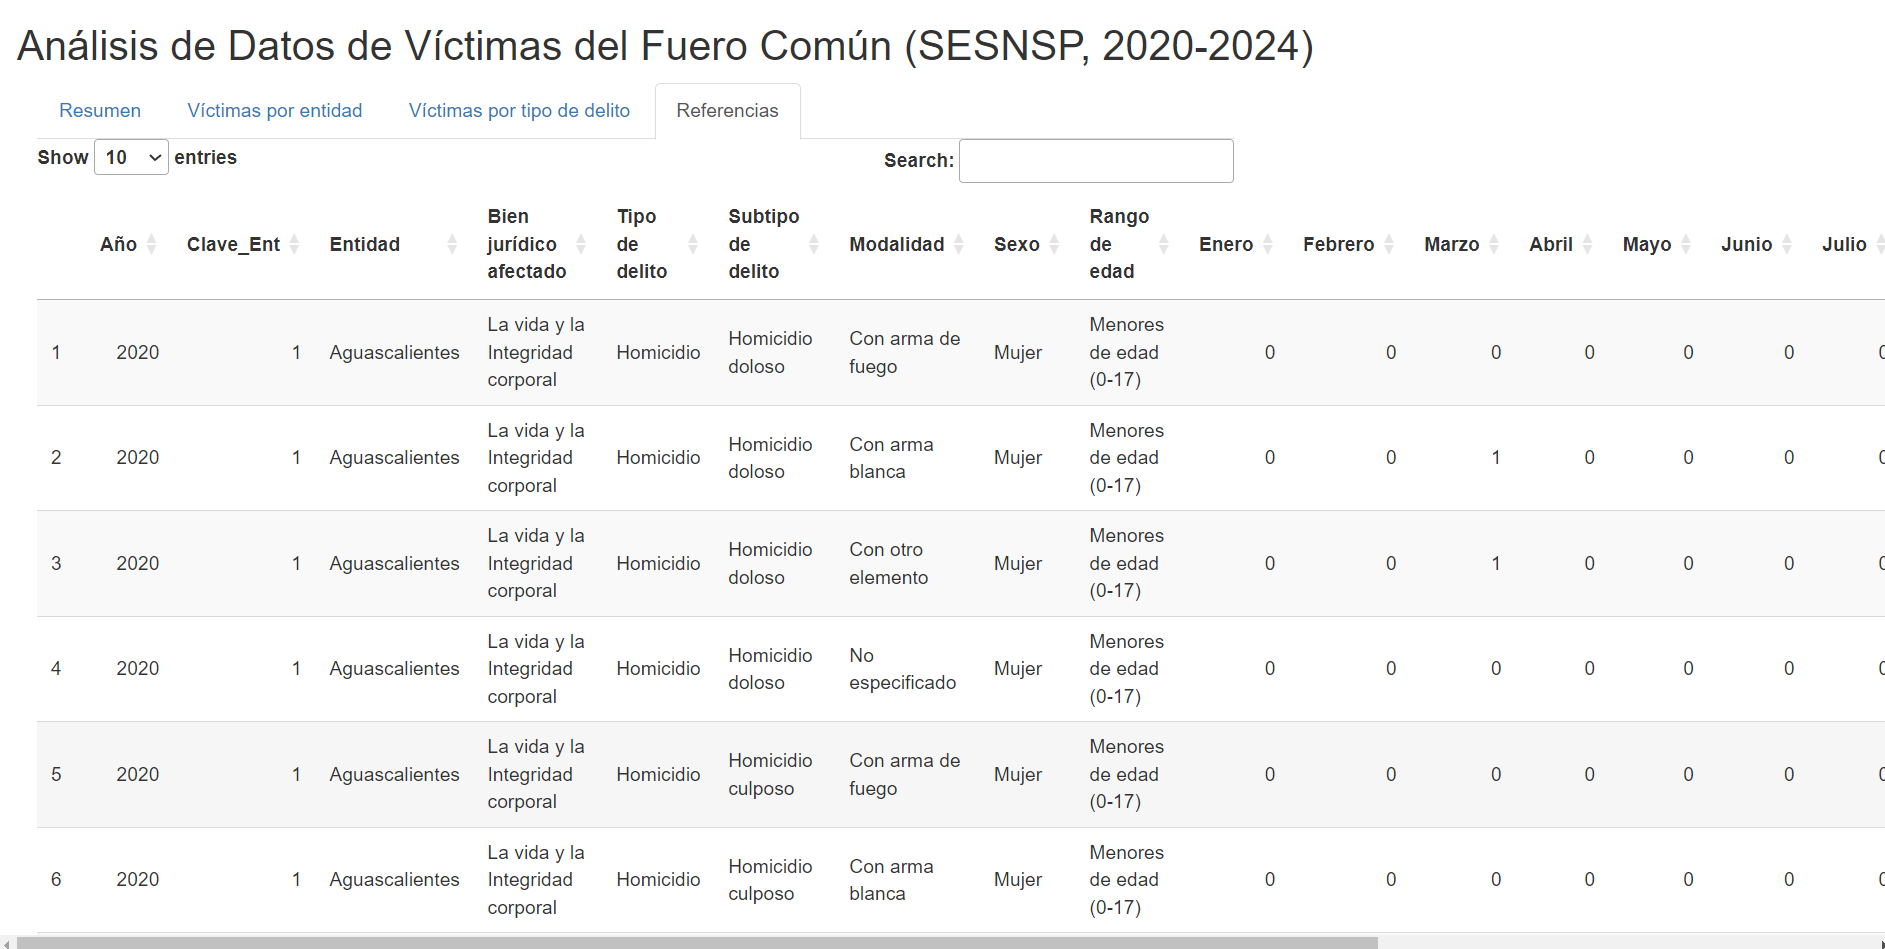 Análisis de Datos de Víctimas del Fuero Común (SESNSP, 2020-2024)
Resumen Víctimas por entidad Víctimas por tipo de delito Referencias
Show 10 entries Search:
Año Clave_Ent Entidad Bien jurídico afectado Tipo de delito Subtipo de delito Modalidad Sexo Rango de edad Enero Febrero Marzo Abril Mayo Junio Julio
1 2020 1 Aguascalientes La vida y la Integridad corporal Homicidio Homicidio doloso Con arma de fuego Mujer Menores de edad (0-17) 0 0 0 0 0 0 0
2 2020 1 Aguascalientes La vida y la Integridad corporal Homicidio Homicidio doloso Con arma blanca Mujer Menores de edad (0-17) 0 0 1 0 0 0 0
3 2020 1 Aguascalientes La vida y la Integridad corporal Homicidio Homicidio doloso Con otro elemento Mujer Menores de edad (0-17) 0 0 1 0 0 0 0
4 2020 1 Aguascalientes La vida y la Integridad corporal Homicidio Homicidio doloso No especificado Mujer Menores de edad (0-17) 0 0 0 0 0 0 0
5 2020 1 Aguascalientes La vida y la Integridad corporal Homicidio Homicidio culposo Con arma de fuego Mujer Menores de edad (0-17) 0 0 0 0 0 0 0
6 2020 1 Aguascalientes La vida y la Integridad corporal Homicidio Homicidio culposo Con arma blanca Mujer Menores de edad (0-17) 0 0 0 0 0 0 0